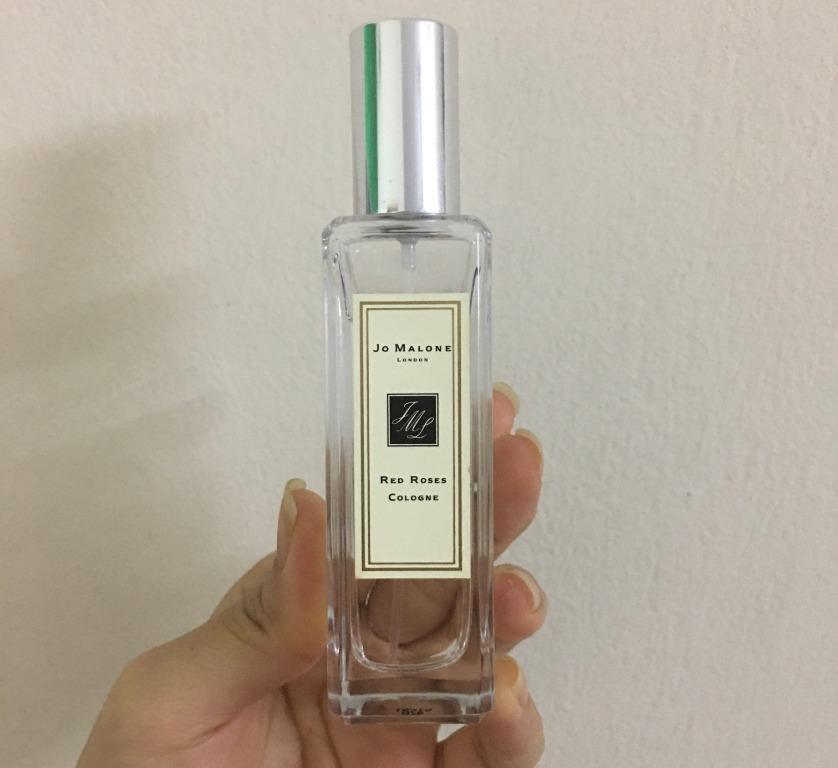 Jo Malone
London
JML
Red Roses
Cologne